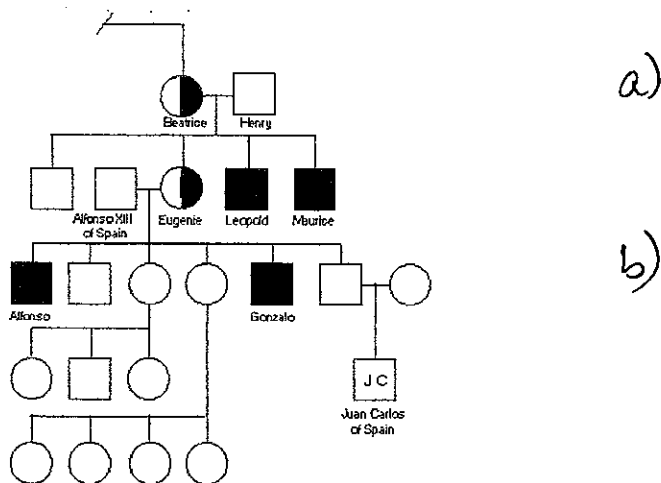 a)
Beatrice Henry
Alfonso XIII of Spain Eugenie Leopold Maurice
b)
Alfonso Gonzalo
J C
Juan Carlos
of Spain